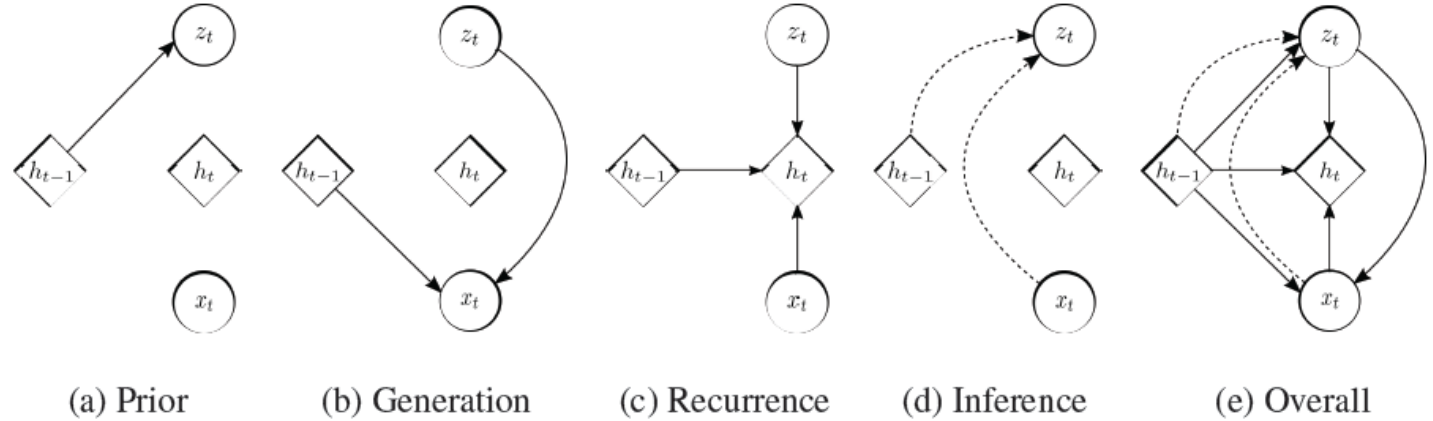 z_t z_t z_t z_t z_t
h_{t-1} h_t h_{t-1} h_t h_{t-1} h_t h_{t-1} h_t h_{t-1} h_t
x_t x_t x_t x_t x_t
(a) Prior (b) Generation (c) Recurrence (d) Inference (e) Overall